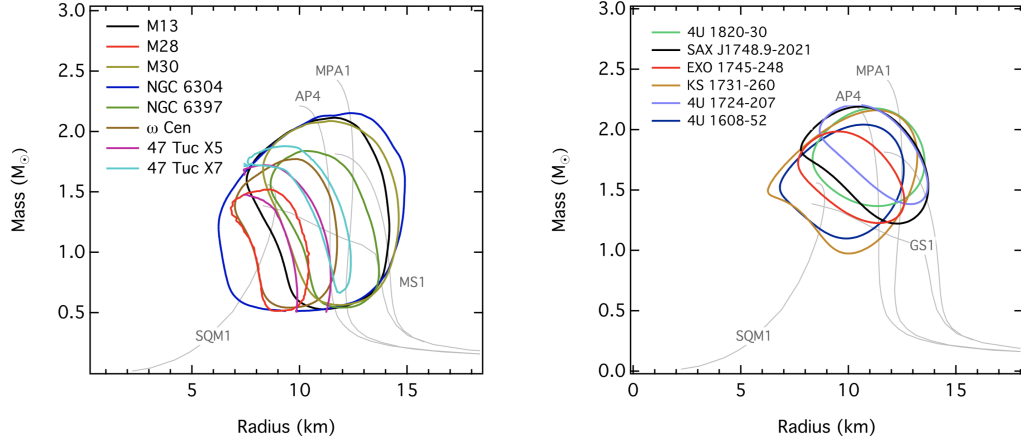 3.0
2.5
2.0
1.5
1.0
0.5
Mass (M☉)
M13
M28
M30
NGC 6304
NGC 6397
ω Cen
47 Tuc X5
47 Tuc X7
MPA1
AP4
MS1
SQM1
0
5
10
15
Radius (km)
3.0
2.5
2.0
1.5
1.0
0.5
0.0
Mass (M☉)
4U 1820-30
SAX J1748.9-2021
EXO 1745-248
KS 1731-260
4U 1724-207
4U 1608-52
MPA1
AP4
GS1
SQM1
0
5
10
15
Radius (km)